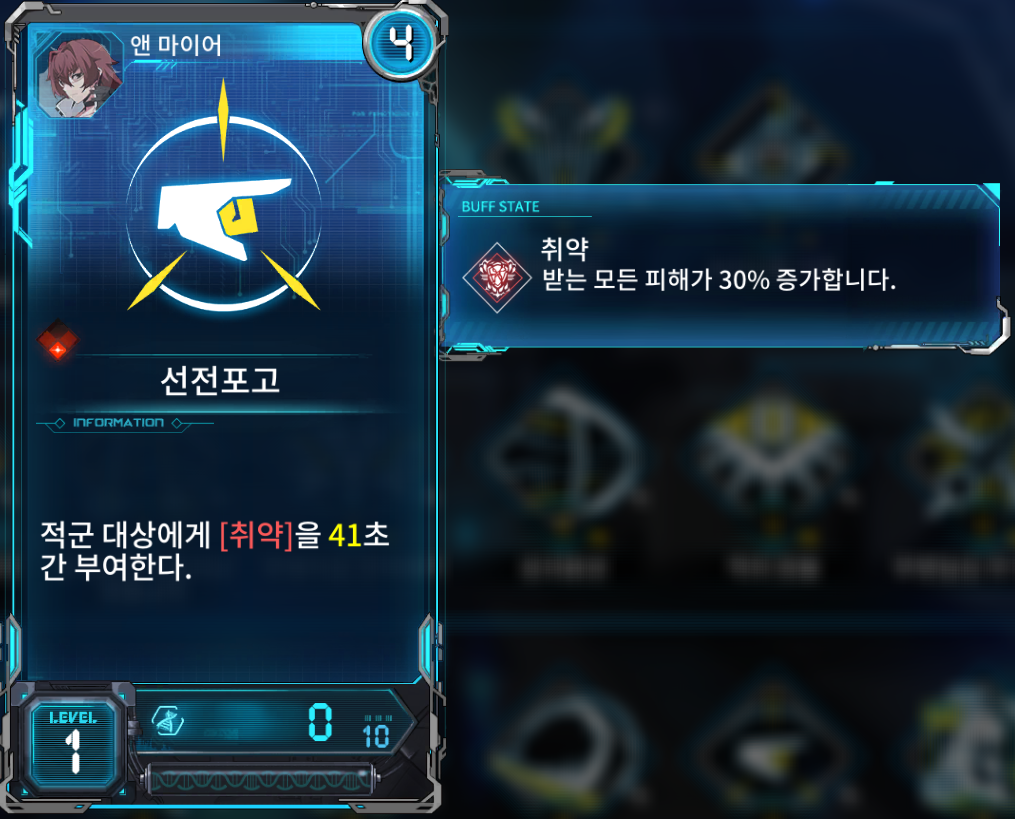 앤 마이어
4
BUFF STATE
취약
받는 모든 피해가 30% 증가합니다.
선전포고
INFORMATION
적군 대상에게 [취약]을 41초
간 부여한다.
LEVEL
1
0
10